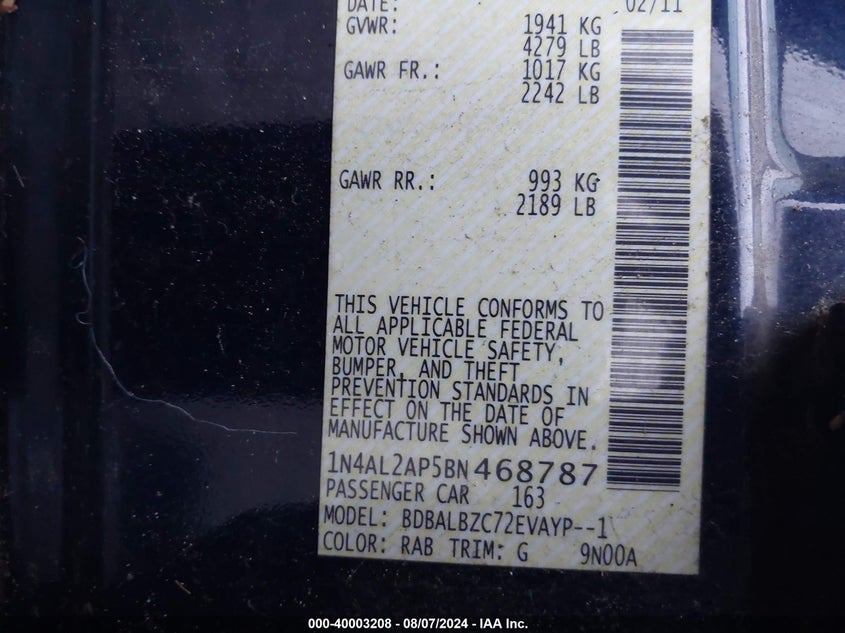 DATE: 02/11
GVWR: 1941 KG
4279 LB
GAWR FR.: 1017 KG
2242 LB
GAWR RR.: 993 KG
2189 LB
THIS VEHICLE CONFORMS TO
ALL APPLICABLE FEDERAL
MOTOR VEHICLE SAFETY,
BUMPER, AND THEFT
PREVENTION STANDARDS IN
EFFECT ON THE DATE OF
MANUFACTURE SHOWN ABOVE.
1N4AL2AP5BN468787
PASSENGER CAR 163
MODEL: BDBALBZC72EVAYP--1
COLOR: RAB TRIM: G 9N00A
000-40003208 - 08/07/2024 - IAA Inc.